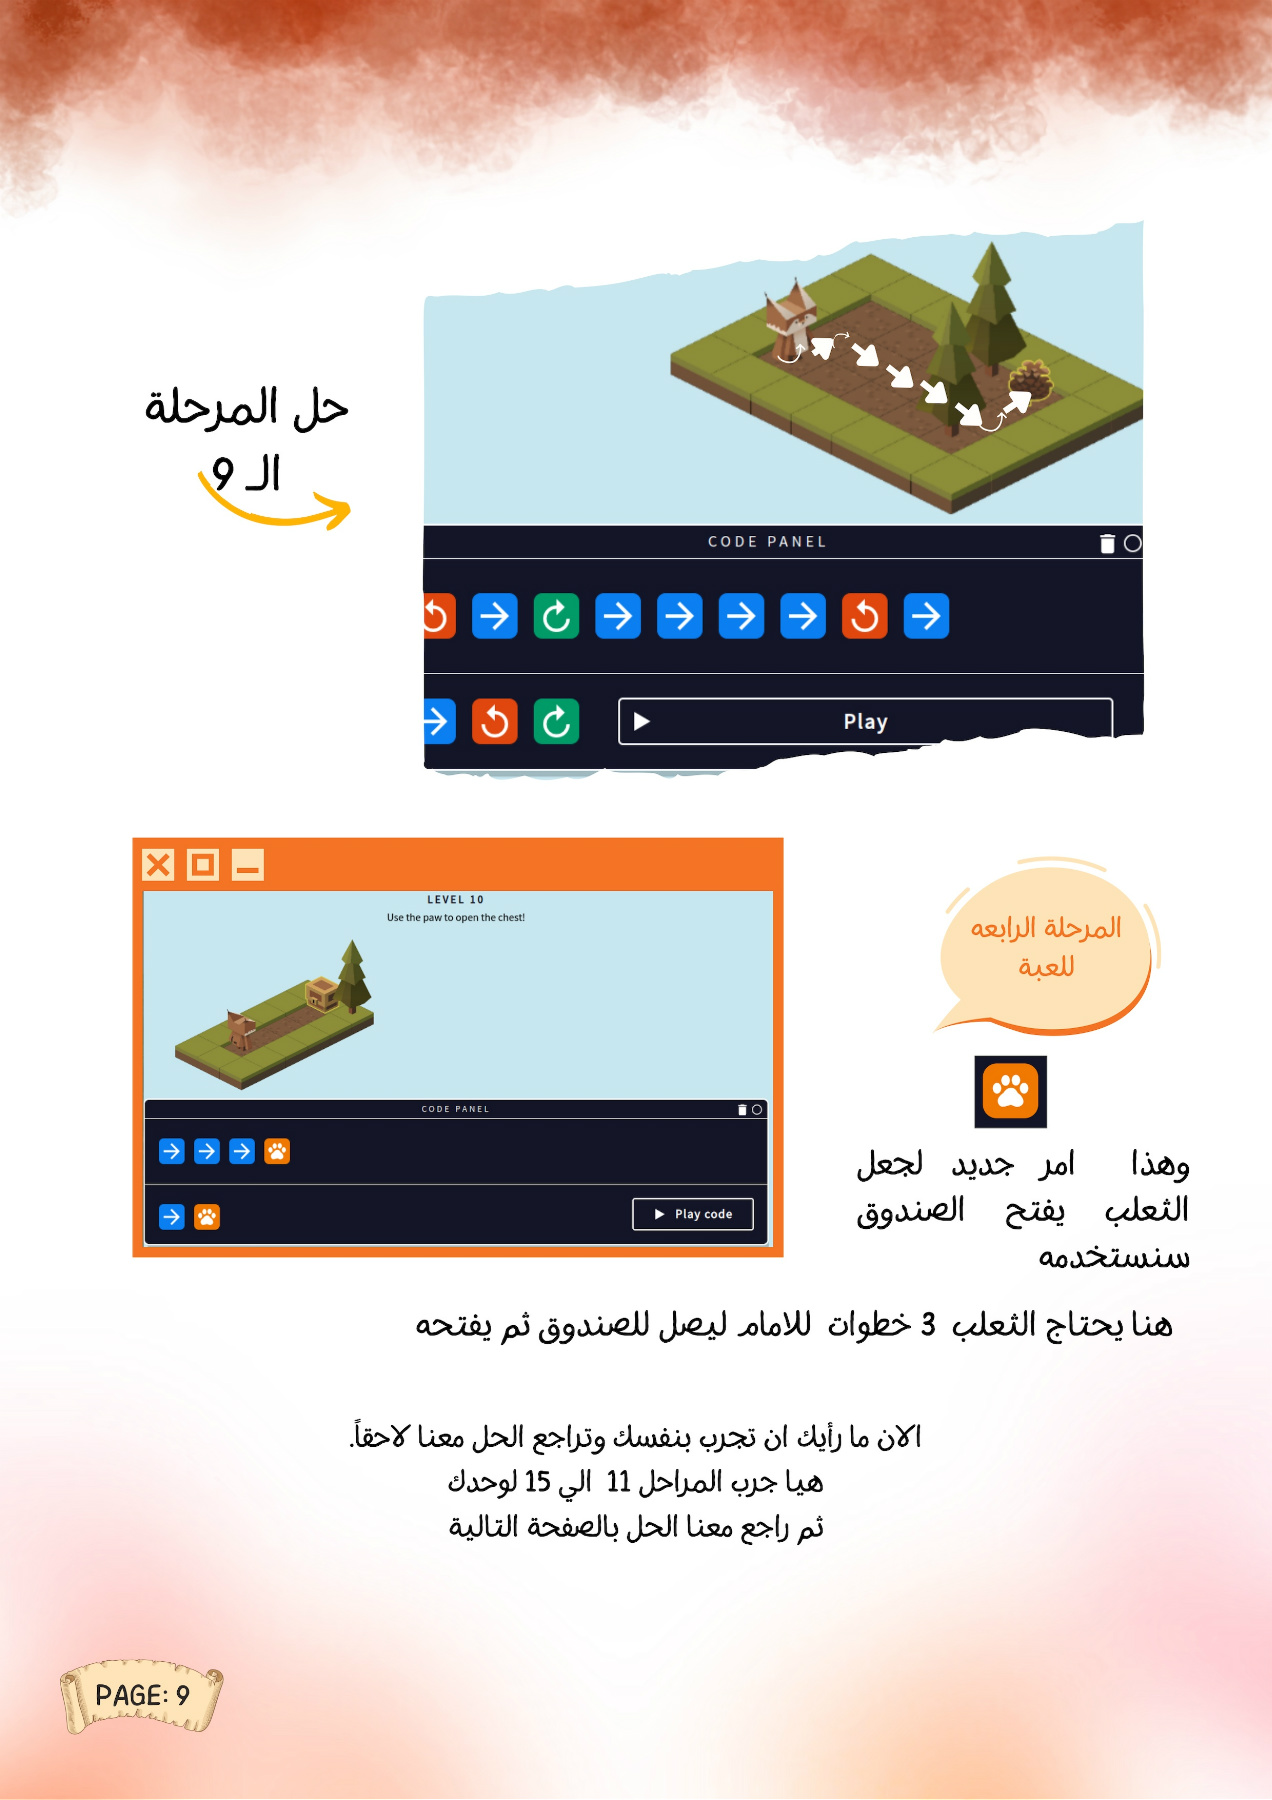 حل المرحلة
الـ 9
CODE PANEL
Play
LEVEL 10
Use the paw to open the chest!
CODE PANEL
Play code
المرحلة الرابعه
للعبة
وهذا امر جديد لجعل
الثعلب يفتح الصندوق
سنستخدمه
هنا يحتاج الثعلب 3 خطوات للامام ليصل للصندوق ثم يفتحه
الان ما رأيك ان تجرب بنفسك وتراجع الحل معنا لاحقاً.
هيا جرب المراحل 11 الي 15 لوحدك
ثم راجع معنا الحل بالصفحة التالية
PAGE: 9